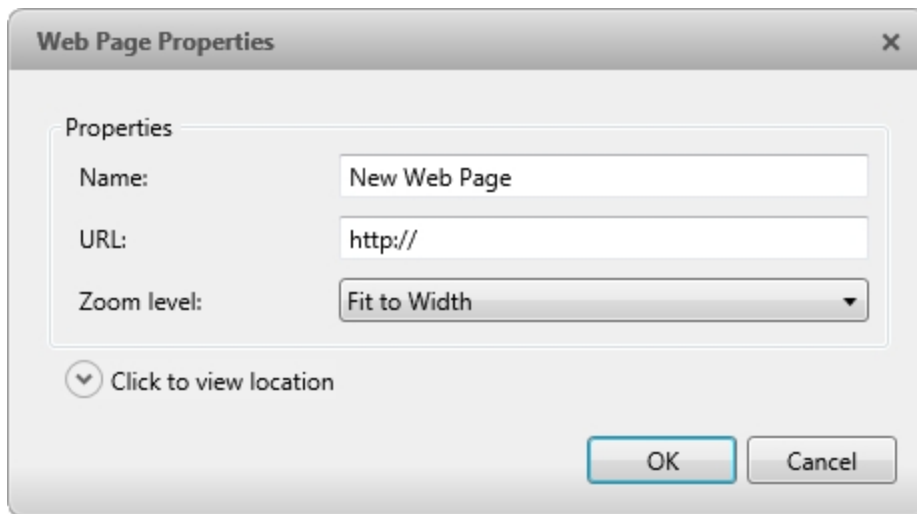 Web Page Properties
Properties
Name: New Web Page
URL: http://
Zoom level: Fit to Width
Click to view location
OK Cancel